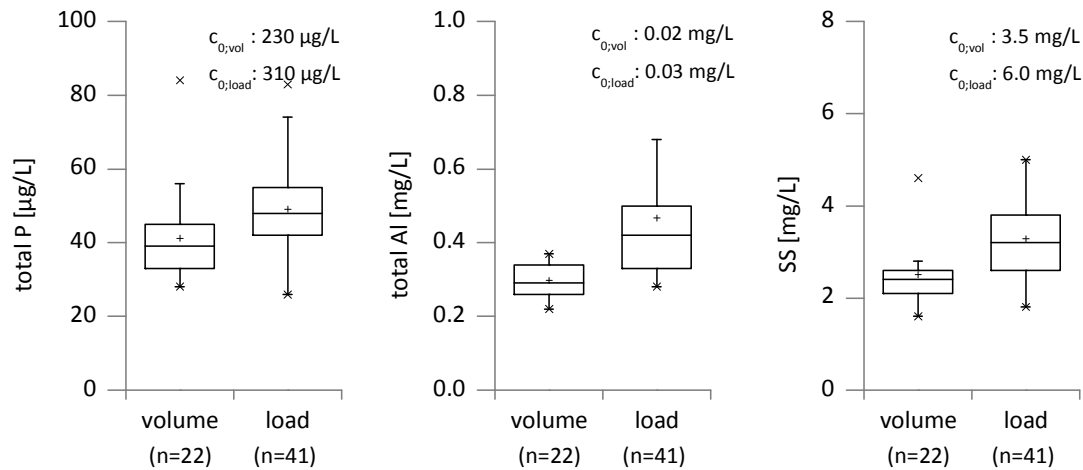 total P [µg/L]
100
80
60
40
20
0
c0;vol : 230 µg/L
c0;load : 310 µg/L
volume
load
(n=22)
(n=41)
total Al [mg/L]
1.0
0.8
0.6
0.4
0.2
0.0
c0;vol : 0.02 mg/L
c0;load: 0.03 mg/L
volume
load
(n=22)
(n=41)
SS [mg/L]
8
6
4
2
0
c0;vol : 3.5 mg/L
c0;load: 6.0 mg/L
volume
load
(n=22)
(n=41)